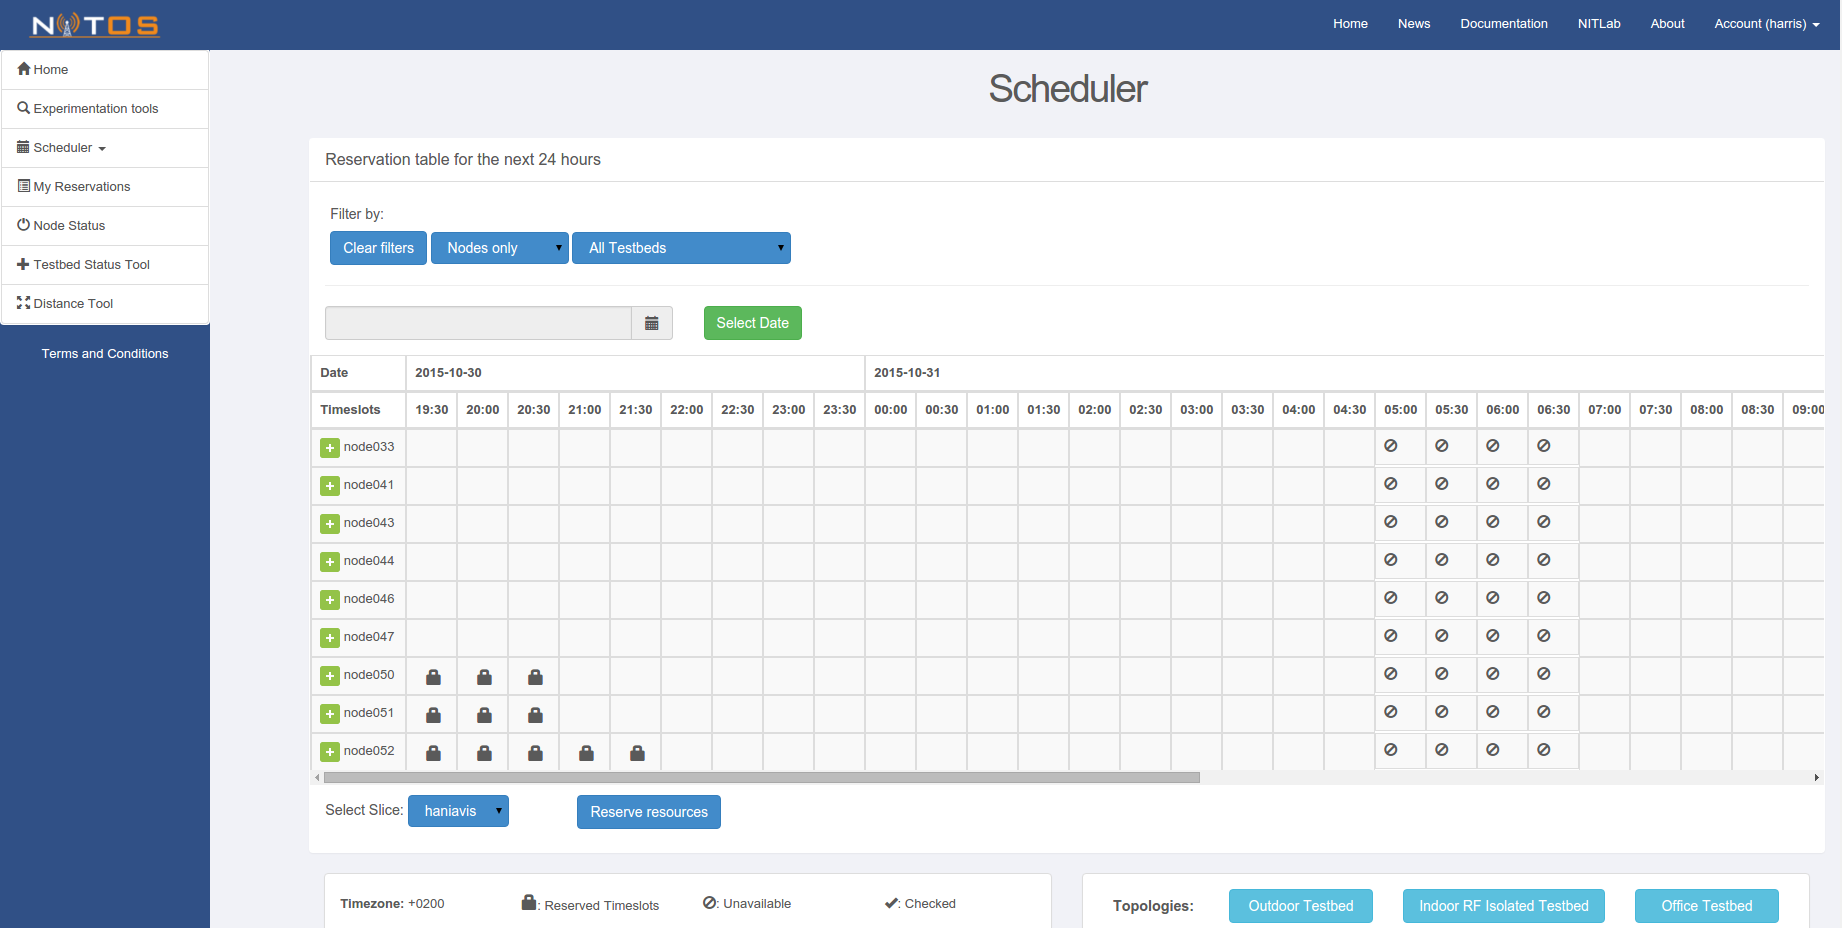 NITOS
Home News Documentation NITLab About Account (harris)
Home
Experimentation tools
Scheduler
My Reservations
Node Status
Testbed Status Tool
Distance Tool
Terms and Conditions
Scheduler
Reservation table for the next 24 hours
Filter by:
Clear filters Nodes only All Testbeds
Select Date
Date 2015-10-30 2015-10-31
Timeslots 19:30 20:00 20:30 21:00 21:30 22:00 22:30 23:00 23:30 00:00 00:30 01:00 01:30 02:00 02:30 03:00 03:30 04:00 04:30 05:00 05:30 06:00 06:30 07:00 07:30 08:00 08:30 09:00
node033
node041
node043
node044
node046
node047
node050
node051
node052
Select Slice: haniavis Reserve resources
Timezone: +0200 : Reserved Timeslots : Unavailable : Checked
Topologies: Outdoor Testbed Indoor RF Isolated Testbed Office Testbed